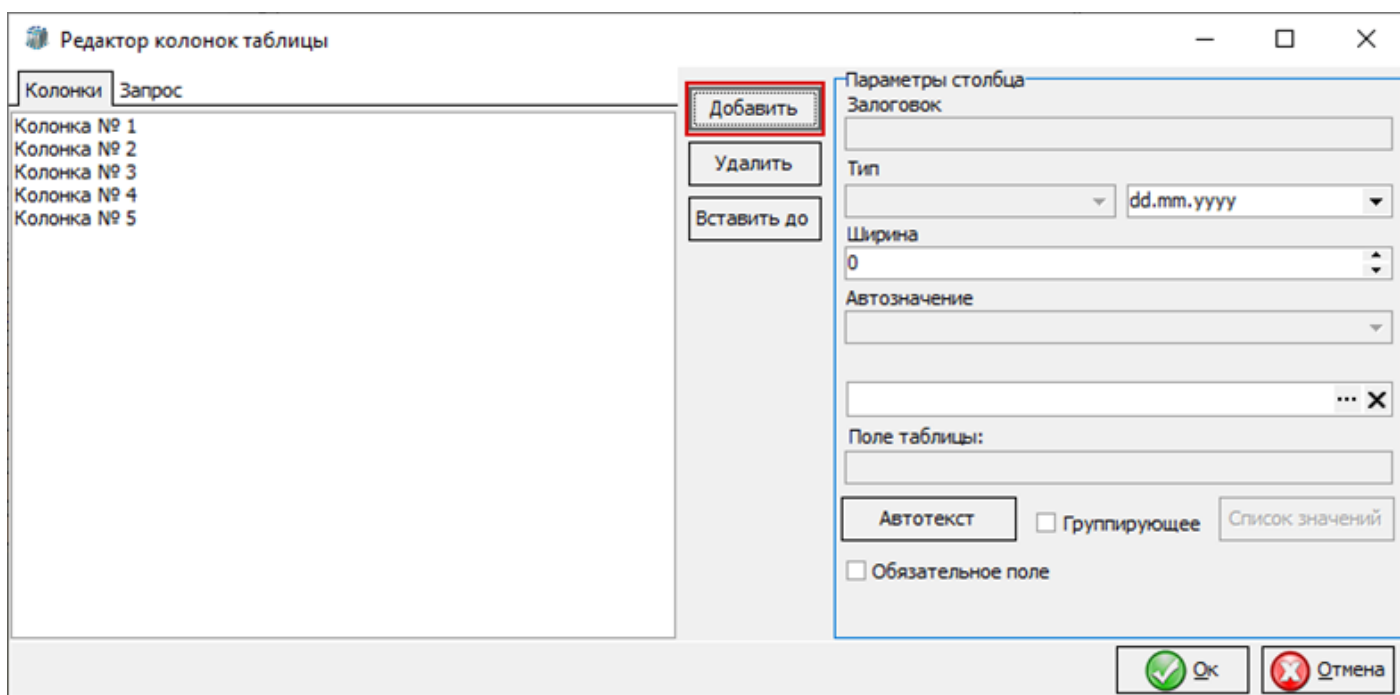 Редактор колонок таблицы
Колонки Запрос
Колонка № 1
Колонка № 2
Колонка № 3
Колонка № 4
Колонка № 5
Добавить
Удалить
Вставить до
Параметры столбца
Залоговок
Тип
dd.mm.yyyy
Ширина
0
Автозначение
Поле таблицы:
Автотекст Группирующее Список значений
Обязательное поле
Ок Отмена